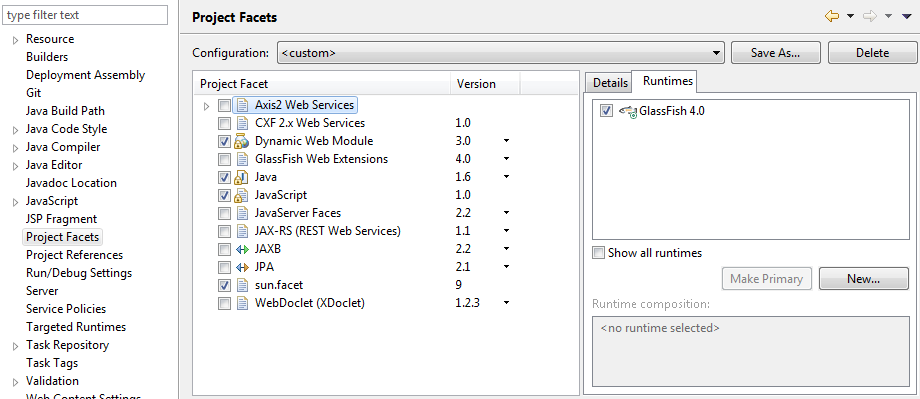 type filter text
Resource
Builders
Deployment Assembly
Git
Java Build Path
Java Code Style
Java Compiler
Java Editor
Javadoc Location
JavaScript
JSP Fragment
Project Facets
Project References
Run/Debug Settings
Server
Service Policies
Targeted Runtimes
Task Repository
Task Tags
Validation
Web Content Settings
Project Facets
Configuration: <custom> Save As... Delete
Project Facet Version
Axis2 Web Services
CXF 2.x Web Services 1.0
Dynamic Web Module 3.0
GlassFish Web Extensions 4.0
Java 1.6
JavaScript 1.0
JavaServer Faces 2.2
JAX-RS (REST Web Services) 1.1
JAXB 2.2
JPA 2.1
sun.facet 9
WebDoclet (XDoclet) 1.2.3
Details Runtimes
GlassFish 4.0
Show all runtimes
Make Primary New...
Runtime composition:
<no runtime selected>